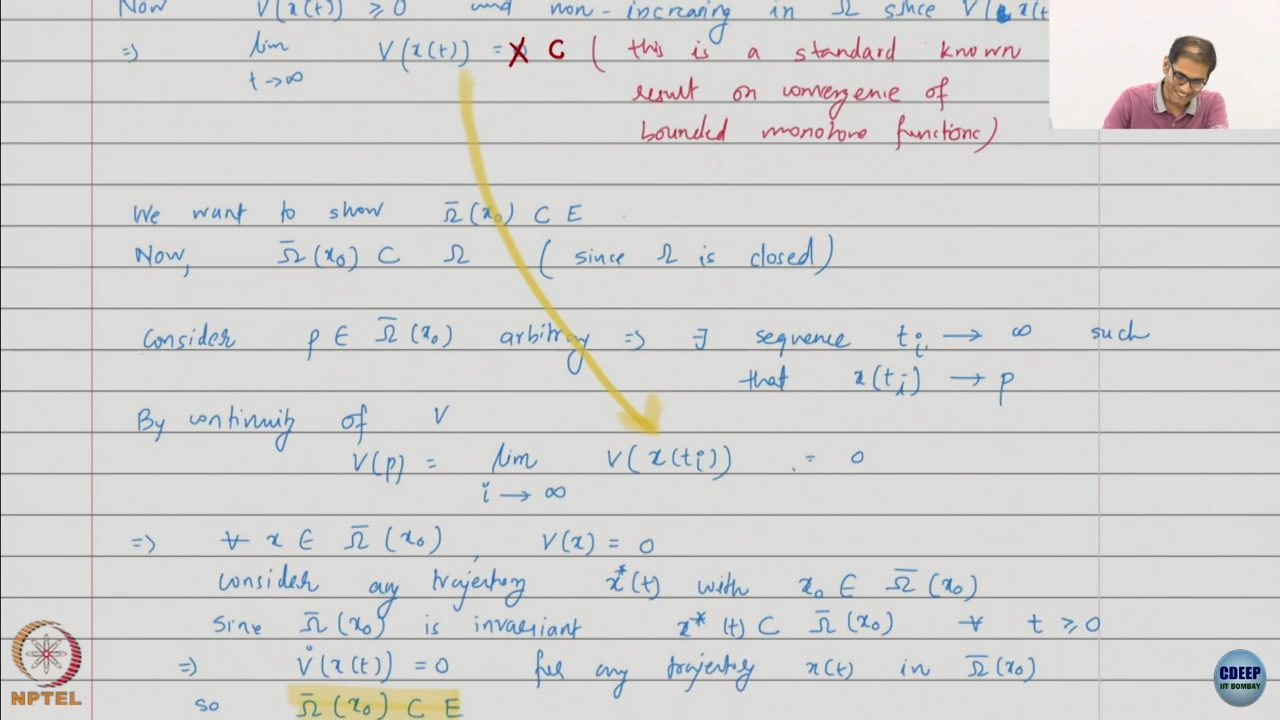 Now V(x(t)) ⩾ 0 and non-increasing in Ω since V(x(t
=> lim t→∞ V(x(t)) = C ( this is a standard known
result on convergence of
bounded monotone functions)
We want to show Ω̄(x₀) ⊂ E
Now, Ω̄(x₀) ⊂ Ω ( since Ω is closed)
Consider p ∈ Ω̄(x₀) arbitray => ∃ sequence tᵢ → ∞ such
that x(tᵢ) → p
By continuity of V
V(p) = lim i→∞ V(x(tᵢ)) = 0
=> ∀ x ∈ Ω̄(x₀), V(x) = 0
Consider any trajectory x*(t) with x₀ ∈ Ω̄(x₀)
Since Ω̄(x₀) is invariant x*(t) ⊂ Ω̄(x₀) ∀ t ⩾ 0
=> V̇(x(t)) = 0 for any trajectory x(t) in Ω̄(x₀)
so Ω̄(x₀) ⊂ E
NPTEL
CDEEP
IIT BOMBAY